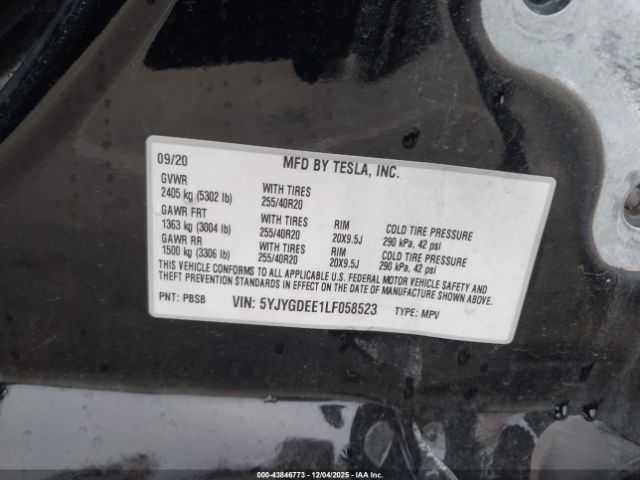 09/20 MFD BY TESLA, INC.
GVWR
2405 kg (5302 lb) WITH TIRES 255/40R20
GAWR FRT
1363 kg (3004 lb) WITH TIRES 255/40R20 RIM 20X9.5J COLD TIRE PRESSURE 290 kPa, 42 psi
GAWR RR
1500 kg (3306 lb) WITH TIRES 255/40R20 RIM 20X9.5J COLD TIRE PRESSURE 290 kPa, 42 psi
THIS VEHICLE CONFORMS TO ALL APPLICABLE U.S. FEDERAL MOTOR VEHICLE SAFETY AND
THEFT PREVENTION STANDARDS IN EFFECT ON THE DATE OF MANUFACTURE SHOWN ABOVE.
PNT: PBSB VIN: 5YJYGDEE1LF058523 TYPE: MPV
000-43846773 - 12/04/2025 - IAA Inc.